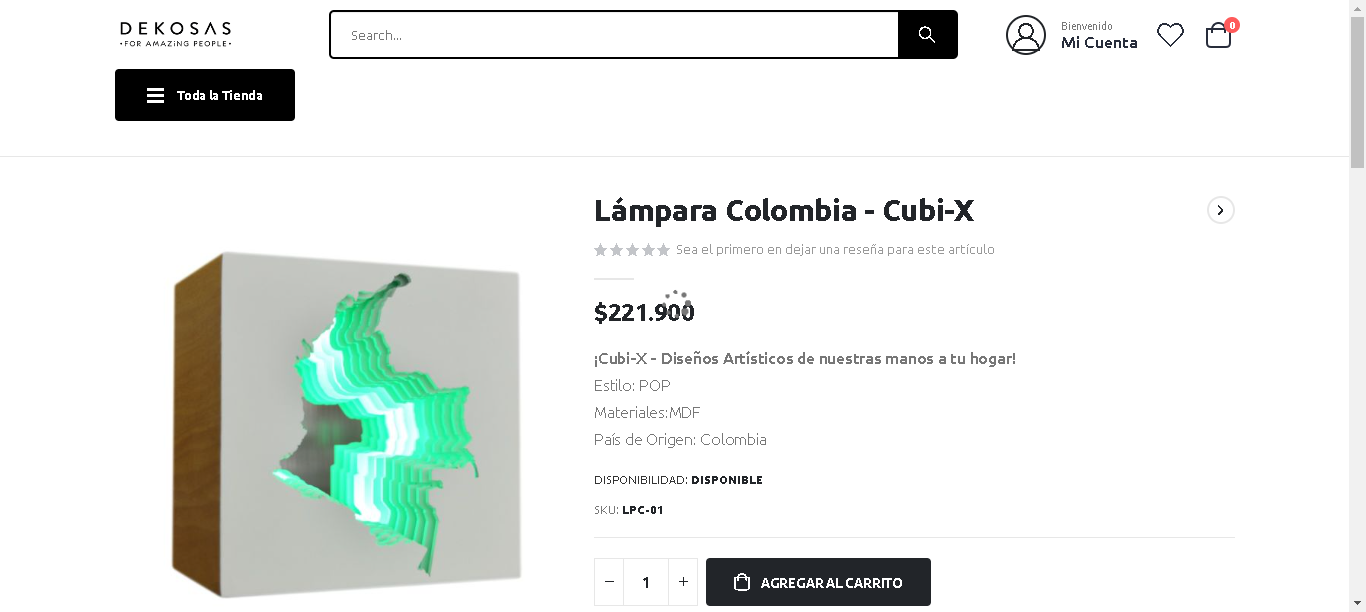 DEKOSAS
•FOR AMAZING PEOPLE•
Search...
Bienvenido
Mi Cuenta
0
Toda la Tienda
Lámpara Colombia - Cubi-X
Sea el primero en dejar una reseña para este artículo
$221.900
¡Cubi-X - Diseños Artísticos de nuestras manos a tu hogar!
Estilo: POP
Materiales:MDF
País de Origen: Colombia
DISPONIBILIDAD: DISPONIBLE
SKU: LPC-01
− 1 +
AGREGAR AL CARRITO